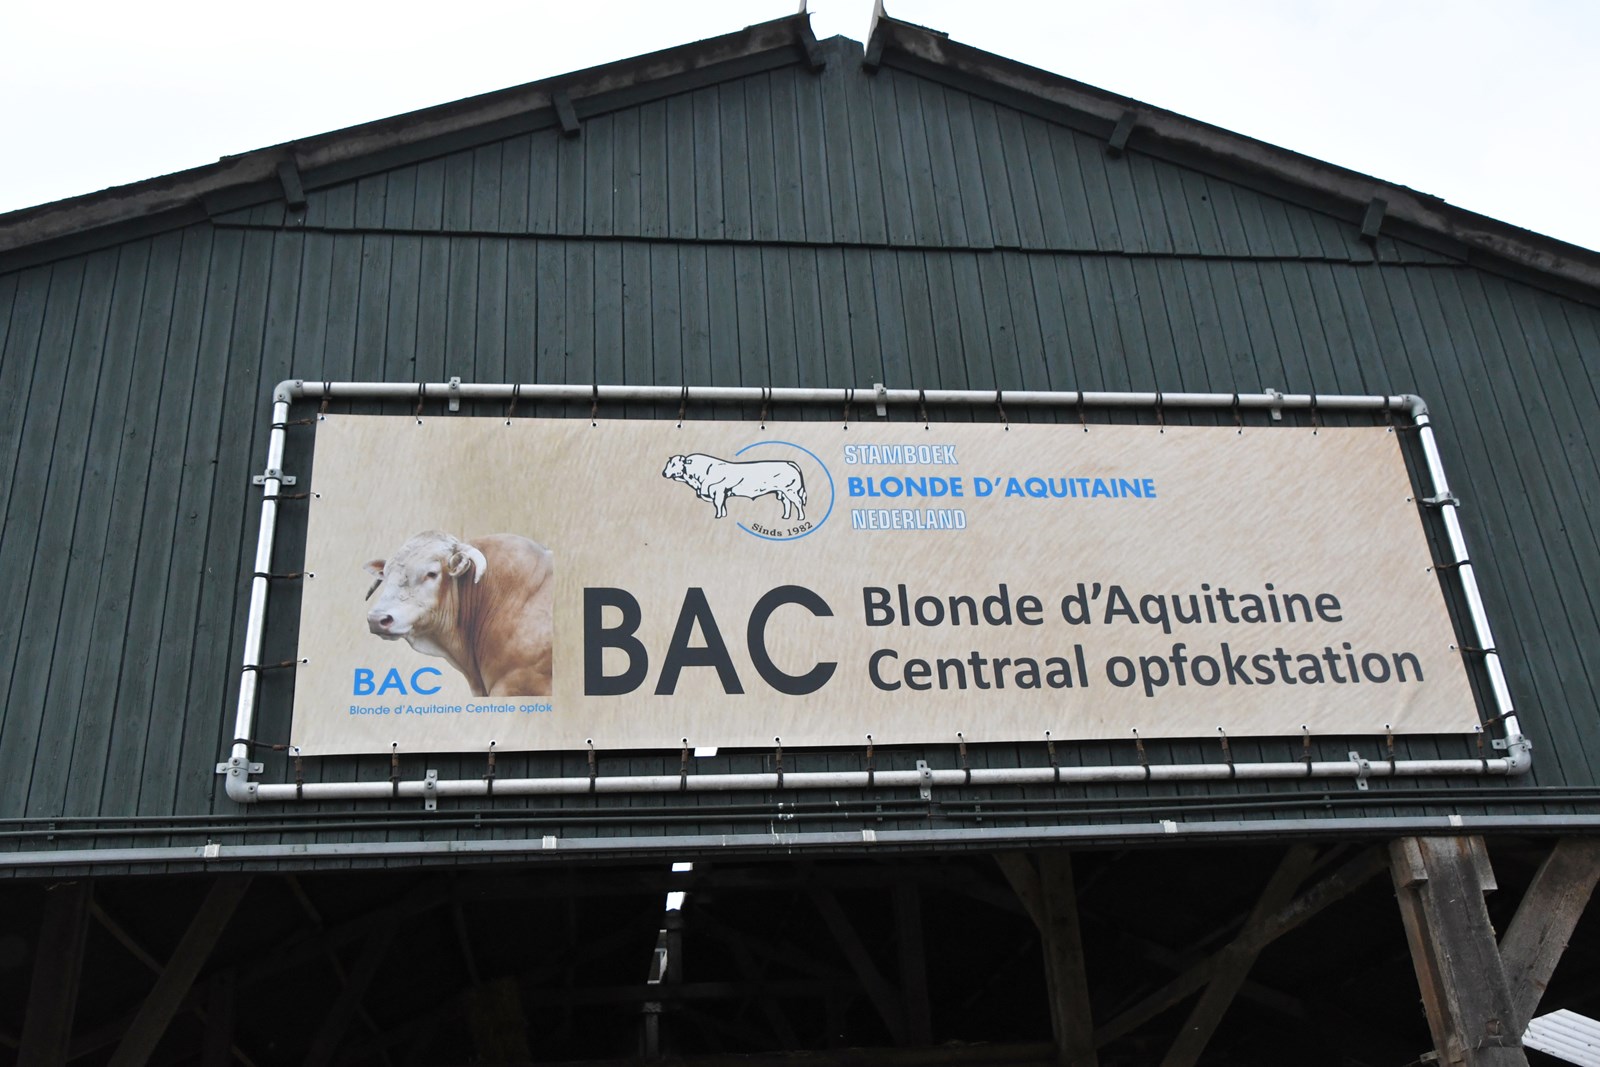 STAMBOEK
BLONDE D'AQUITAINE
NEDERLAND
Sinds 1982
BAC
Blonde d'Aquitaine Centrale opfok
BAC
Blonde d'Aquitaine
Centraal opfokstation